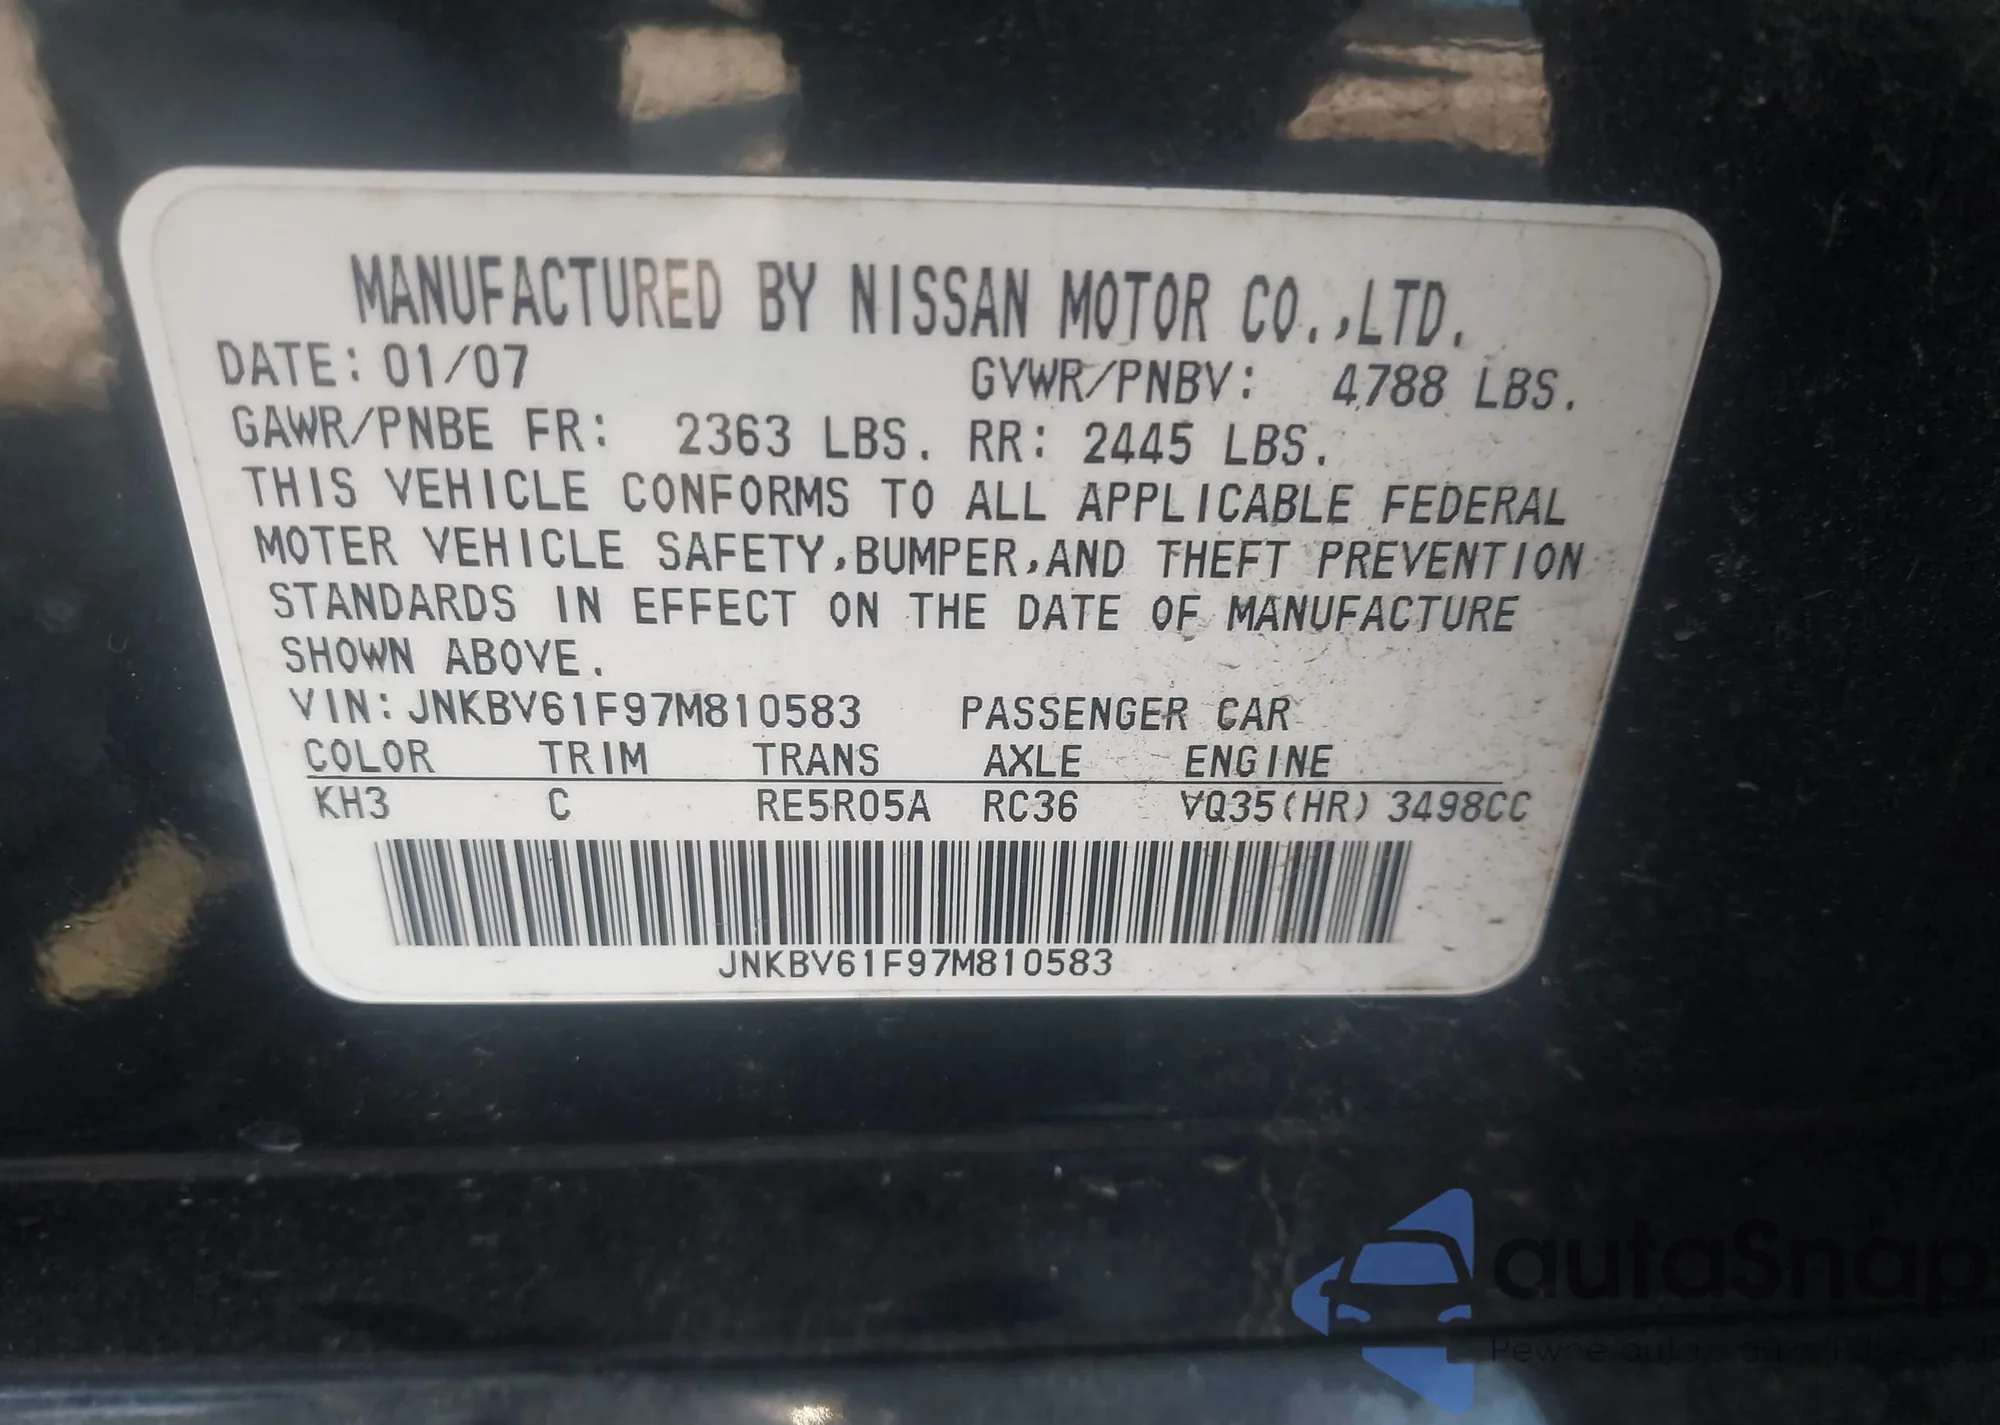 MANUFACTURED BY NISSAN MOTOR CO.,LTD.
DATE: 01/07 GVWR/PNBV: 4788 LBS.
GAWR/PNBE FR: 2363 LBS. RR: 2445 LBS.
THIS VEHICLE CONFORMS TO ALL APPLICABLE FEDERAL
MOTER VEHICLE SAFETY,BUMPER,AND THEFT PREVENTION
STANDARDS IN EFFECT ON THE DATE OF MANUFACTURE
SHOWN ABOVE.
VIN:JNKBV61F97M810583 PASSENGER CAR
COLOR TRIM TRANS AXLE ENGINE
KH3 C RE5R05A RC36 VQ35(HR) 3498CC
JNKBV61F97M810583
autaSnap
Pewne auta